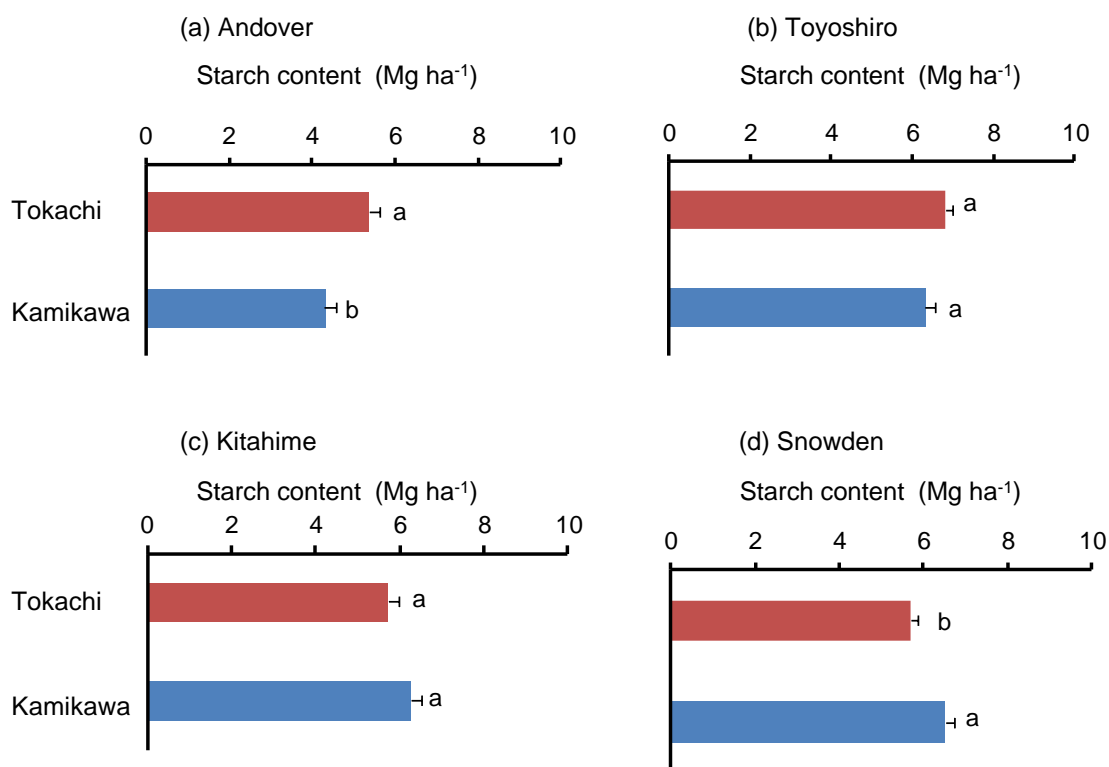 (a) Andover
Starch content (Mg ha⁻¹)
0 2 4 6 8 10
Tokachi
a
Kamikawa
b
(b) Toyoshiro
Starch content (Mg ha⁻¹)
0 2 4 6 8 10
a
a
(c) Kitahime
Starch content (Mg ha⁻¹)
0 2 4 6 8 10
Tokachi
a
Kamikawa
a
(d) Snowden
Starch content (Mg ha⁻¹)
0 2 4 6 8 10
b
a